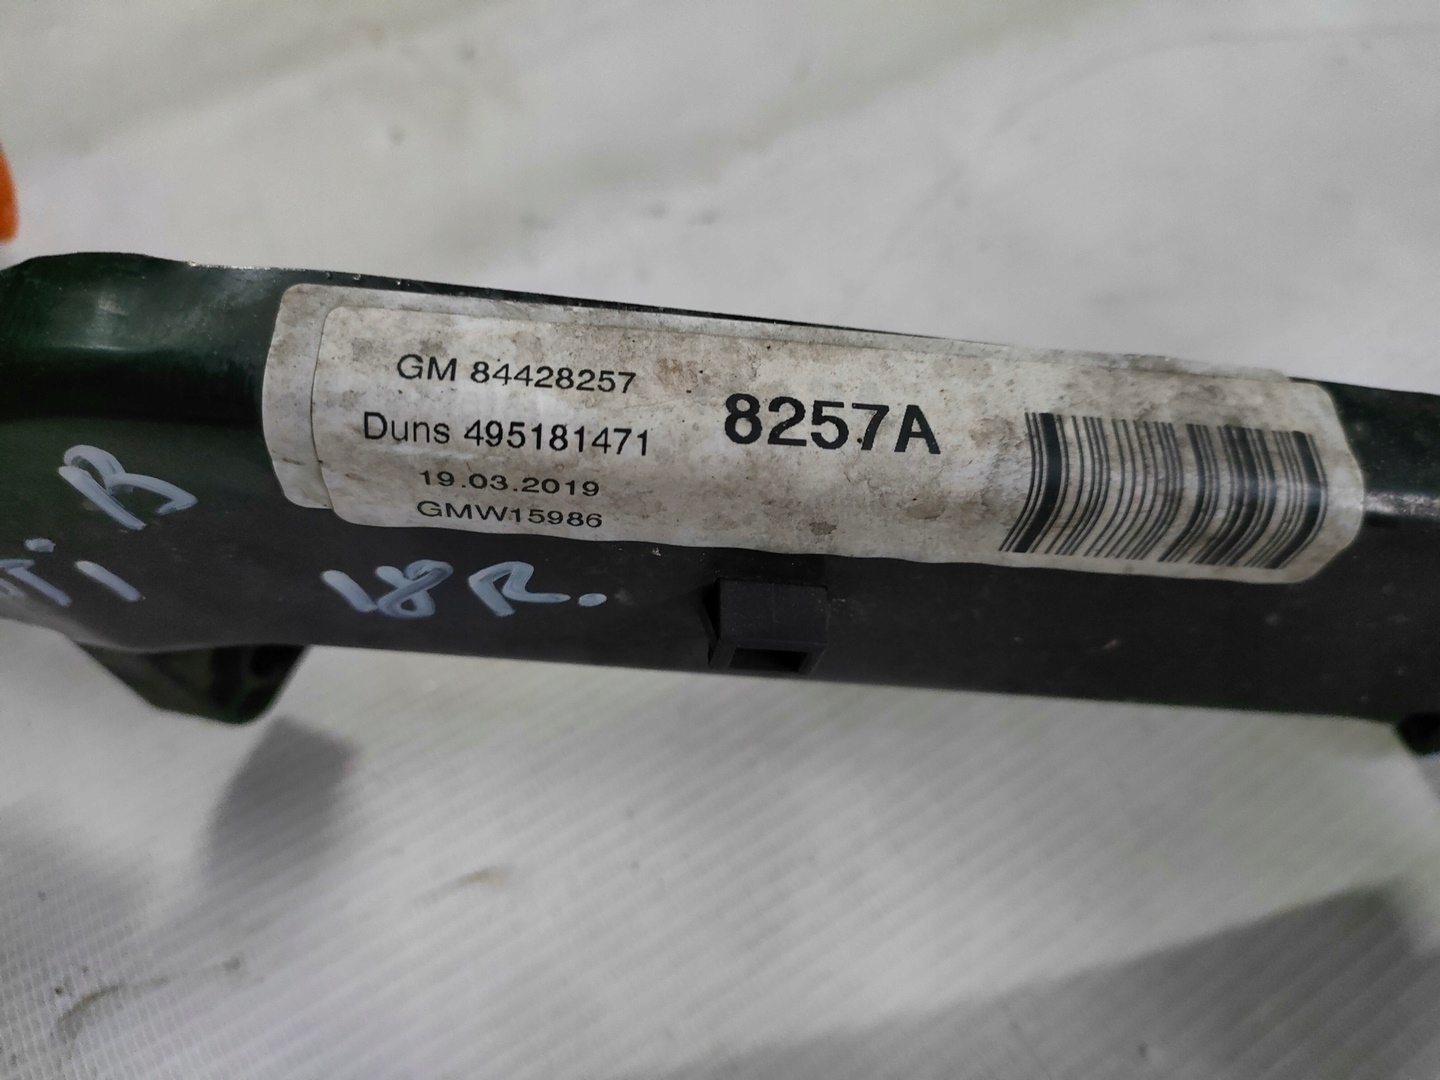 GM 84428257
Duns 495181471
19.03.2019
GMW15986
8257A
B
18R.